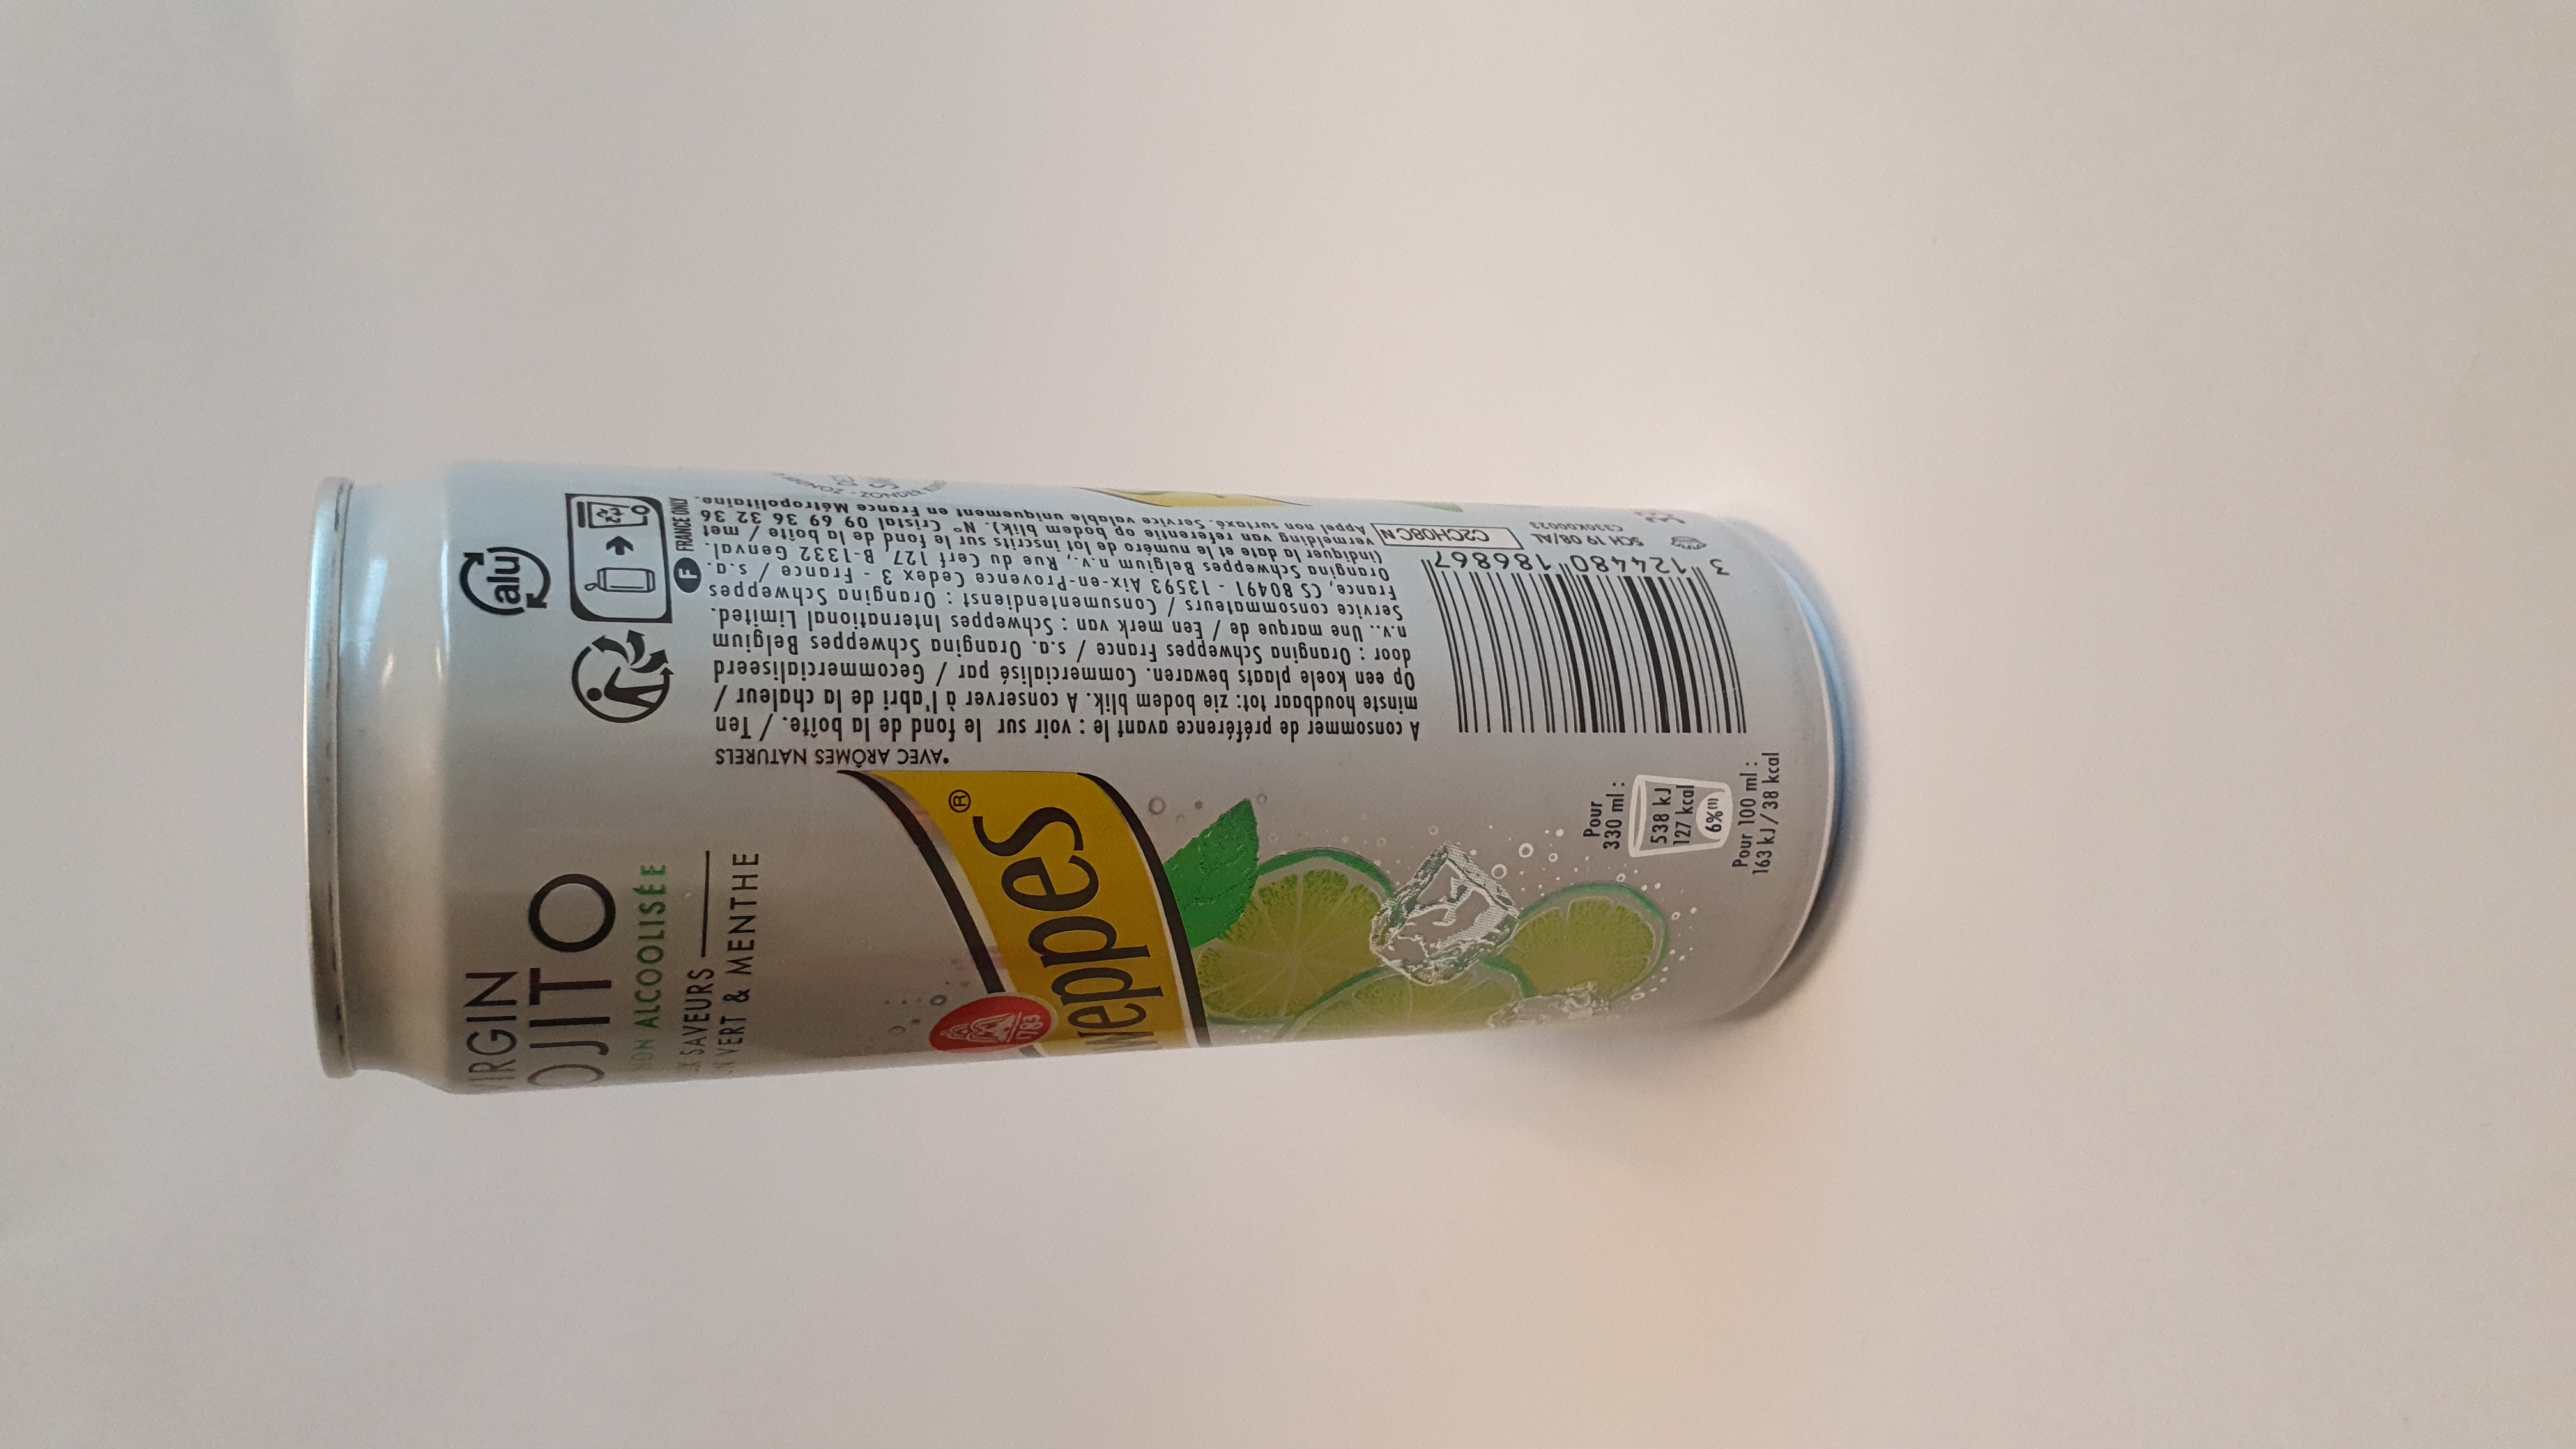 VIRGIN
OJITO
NON ALCOOLISÉE
SAVEURS
VERT & MENTHE
1783
weppes®
Pour
330 ml :
538 kJ
127 kcal
6%(1)
Pour 100 ml :
163 kJ / 38 kcal
alu
F FRANCE ONLY
*AVEC ARÔMES NATURELS
A consommer de préférence avant le : voir sur le fond de la boîte. / Ten
minste houdbaar tot: zie bodem blik. A conserver à l'abri de la chaleur /
Op een koele plaats bewaren. Commercialisé par / Gecommercialiseerd
door : Orangina Schweppes France / s.a. Orangina Schweppes Belgium
n.v.. Une marque de / Een merk van : Schweppes International Limited.
Service consommateurs / Consumentendienst : Orangina Schweppes
France, CS 80491 - 13593 Aix-en-Provence Cedex 3 - France / s.a.
Orangina Schweppes Belgium n.v., Rue du Cerf 127, B-1332 Genval.
(indiquer la date et le numéro de lot inscrits sur le fond de la boîte / met
vermelding van referentie op bodem blik). N° Cristal 09 69 36 32 36
Appel non surtaxé. Service valable uniquement en France Métropolitaine.
3 124480 186867
C2CH08CN
SCH 19 08/AL
C330K00023